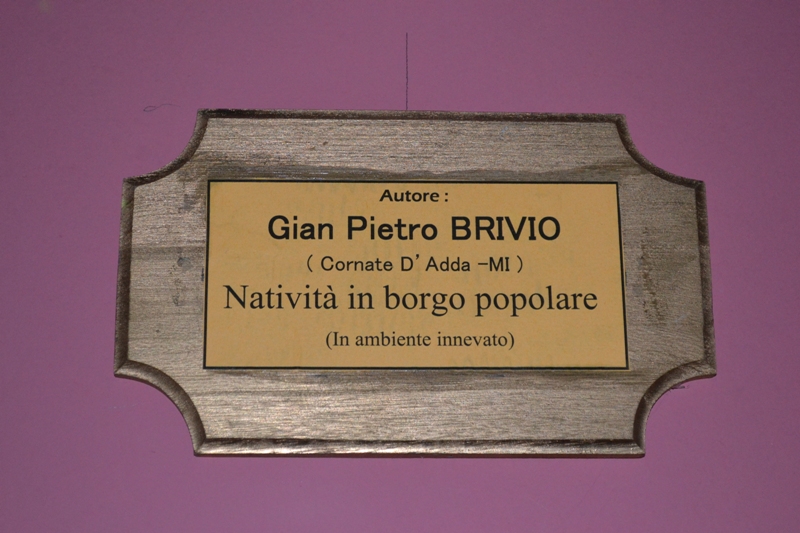 Autore :
Gian Pietro BRIVIO
( Cornate D' Adda -MI )
Natività in borgo popolare
(In ambiente innevato)